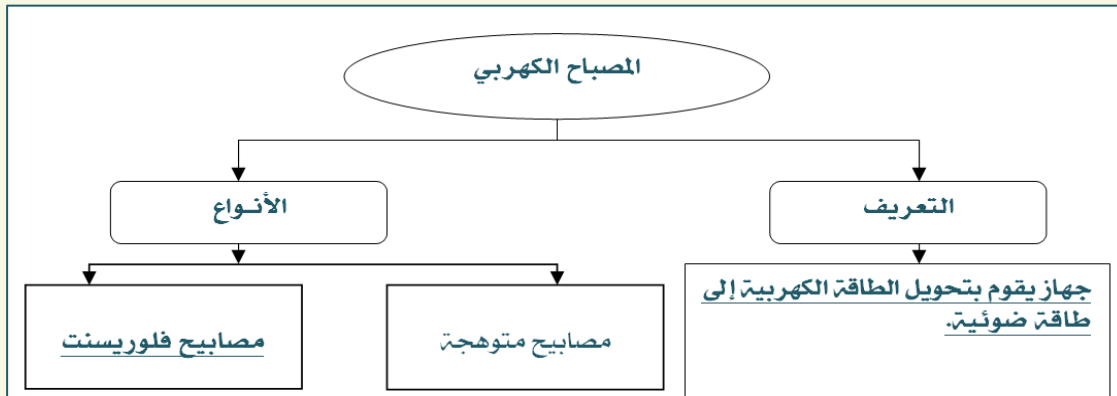 المصباح الكهربي
التعريف
الأنـواع
جهاز يقوم بتحويل الطاقة الكهربية إلى
طاقة ضوئية.
مصابيح متوهجة
مصابيح فلوريسنت